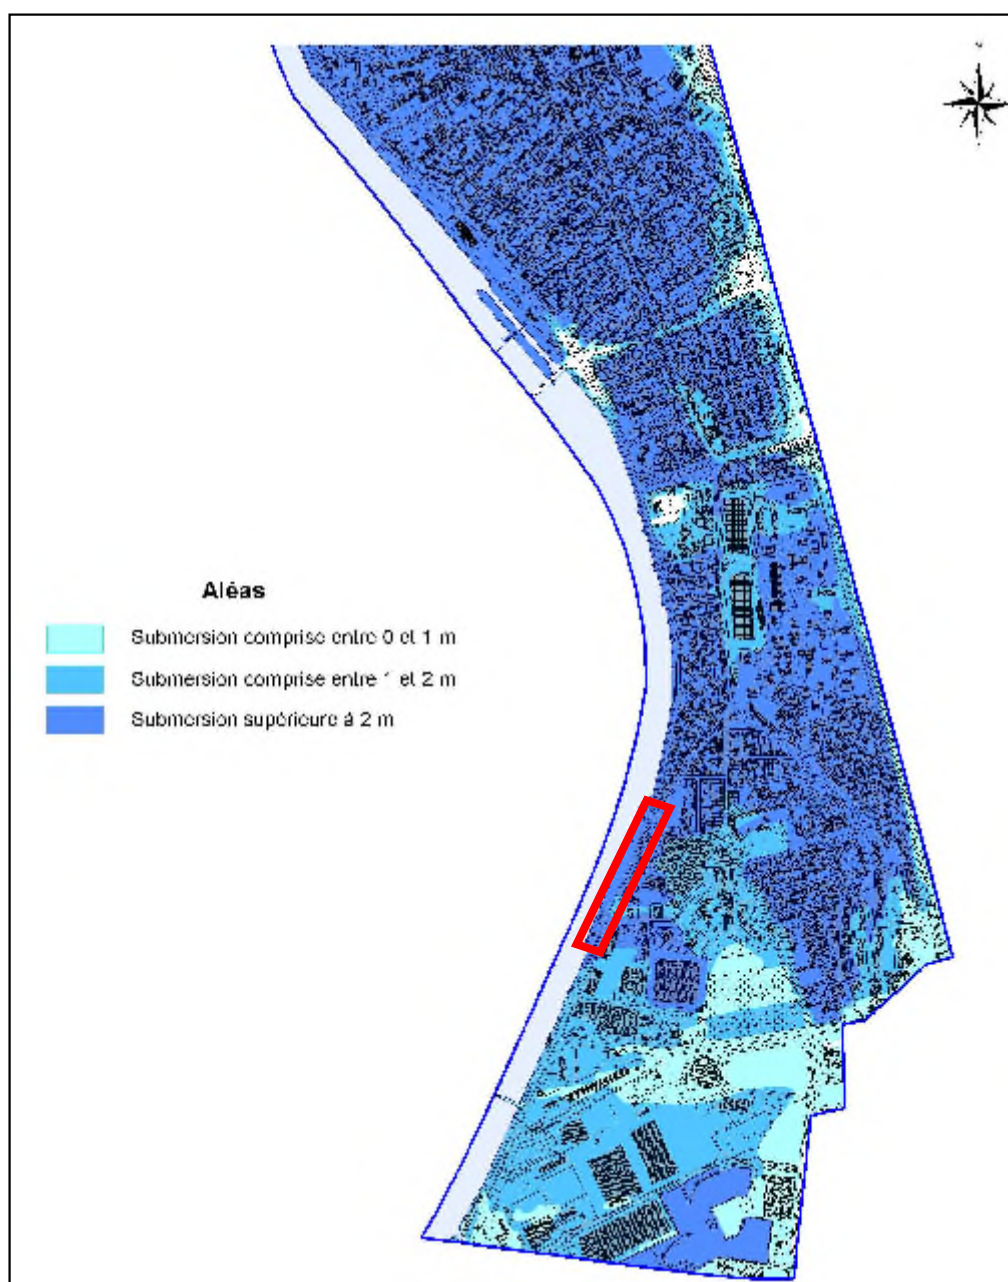 Aléas
Submersion comprise entre 0 et 1 m
Submersion comprise entre 1 et 2 m
Submersion supérieure à 2 m